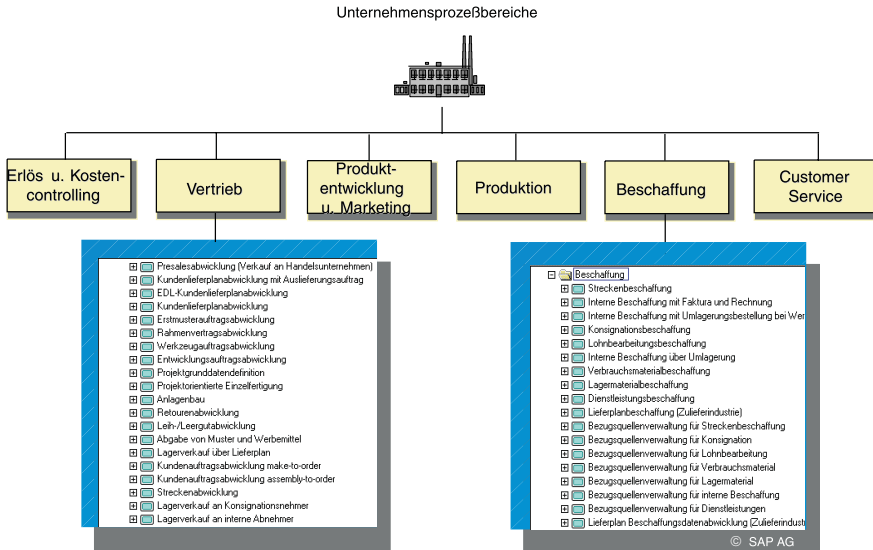 Unternehmensprozeßbereiche
Erlös u. Kosten-
controlling
Vertrieb
Produkt-
entwicklung
u. Marketing
Produktion
Beschaffung
Customer
Service
Presalesabwicklung (Verkauf an Handelsunternehmen)
Kundenlieferplanabwicklung mit Auslieferungsauftrag
EDL-Kundenlieferplanabwicklung
Kundenlieferplanabwicklung
Erstmusterauftragsabwicklung
Rahmenvertragsabwicklung
Werkzeugauftragsabwicklung
Entwicklungsauftragsabwicklung
Projektgrunddatendefinition
Projektorientierte Einzelfertigung
Anlagenbau
Retourenabwicklung
Leih-/Leergutabwicklung
Abgabe von Muster und Werbemittel
Lagerverkauf über Lieferplan
Kundenauftragsabwicklung make-to-order
Kundenauftragsabwicklung assembly-to-order
Streckenabwicklung
Lagerverkauf an Konsignationsnehmer
Lagerverkauf an interne Abnehmer
Beschaffung
Streckenbeschaffung
Interne Beschaffung mit Faktura und Rechnung
Interne Beschaffung mit Umlagerungsbestellung bei Wer
Konsignationsbeschaffung
Lohnbearbeitungsbeschaffung
Interne Beschaffung über Umlagerung
Verbrauchsmaterialbeschaffung
Lagermaterialbeschaffung
Dienstleistungsbeschaffung
Lieferplanbeschaffung (Zulieferindustrie)
Bezugsquellenverwaltung für Streckenbeschaffung
Bezugsquellenverwaltung für Konsignation
Bezugsquellenverwaltung für Lohnbearbeitung
Bezugsquellenverwaltung für Verbrauchsmaterial
Bezugsquellenverwaltung für Lagermaterial
Bezugsquellenverwaltung für interne Beschaffung
Bezugsquellenverwaltung für Dienstleistungen
Lieferplan Beschaffungsdatenabwicklung (Zulieferindust
© SAP AG